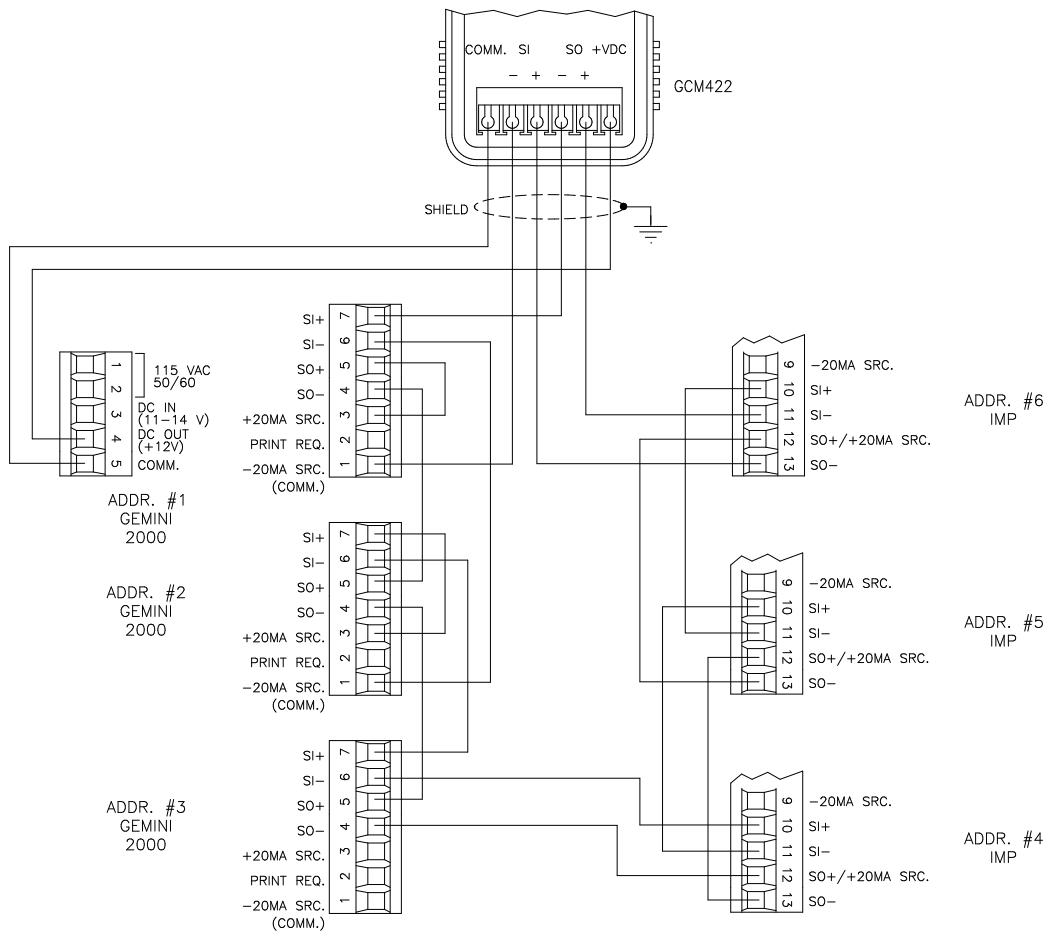 COMM. SI SO +VDC
− + − +
GCM422
SHIELD
1
2
3
4
5
115 VAC
50/60
DC IN
(11−14 V)
DC OUT
(+12V)
COMM.
ADDR. #1
GEMINI
2000
SI+ 7
SI− 6
SO+ 5
SO− 4
+20MA SRC. 3
PRINT REQ. 2
−20MA SRC. 1
(COMM.)
ADDR. #2
GEMINI
2000
SI+ 7
SI− 6
SO+ 5
SO− 4
+20MA SRC. 3
PRINT REQ. 2
−20MA SRC. 1
(COMM.)
ADDR. #3
GEMINI
2000
SI+ 7
SI− 6
SO+ 5
SO− 4
+20MA SRC. 3
PRINT REQ. 2
−20MA SRC. 1
(COMM.)
9 −20MA SRC.
10 SI+
11 SI−
12 SO+/+20MA SRC.
13 SO−
ADDR. #6
IMP
9 −20MA SRC.
10 SI+
11 SI−
12 SO+/+20MA SRC.
13 SO−
ADDR. #5
IMP
9 −20MA SRC.
10 SI+
11 SI−
12 SO+/+20MA SRC.
13 SO−
ADDR. #4
IMP